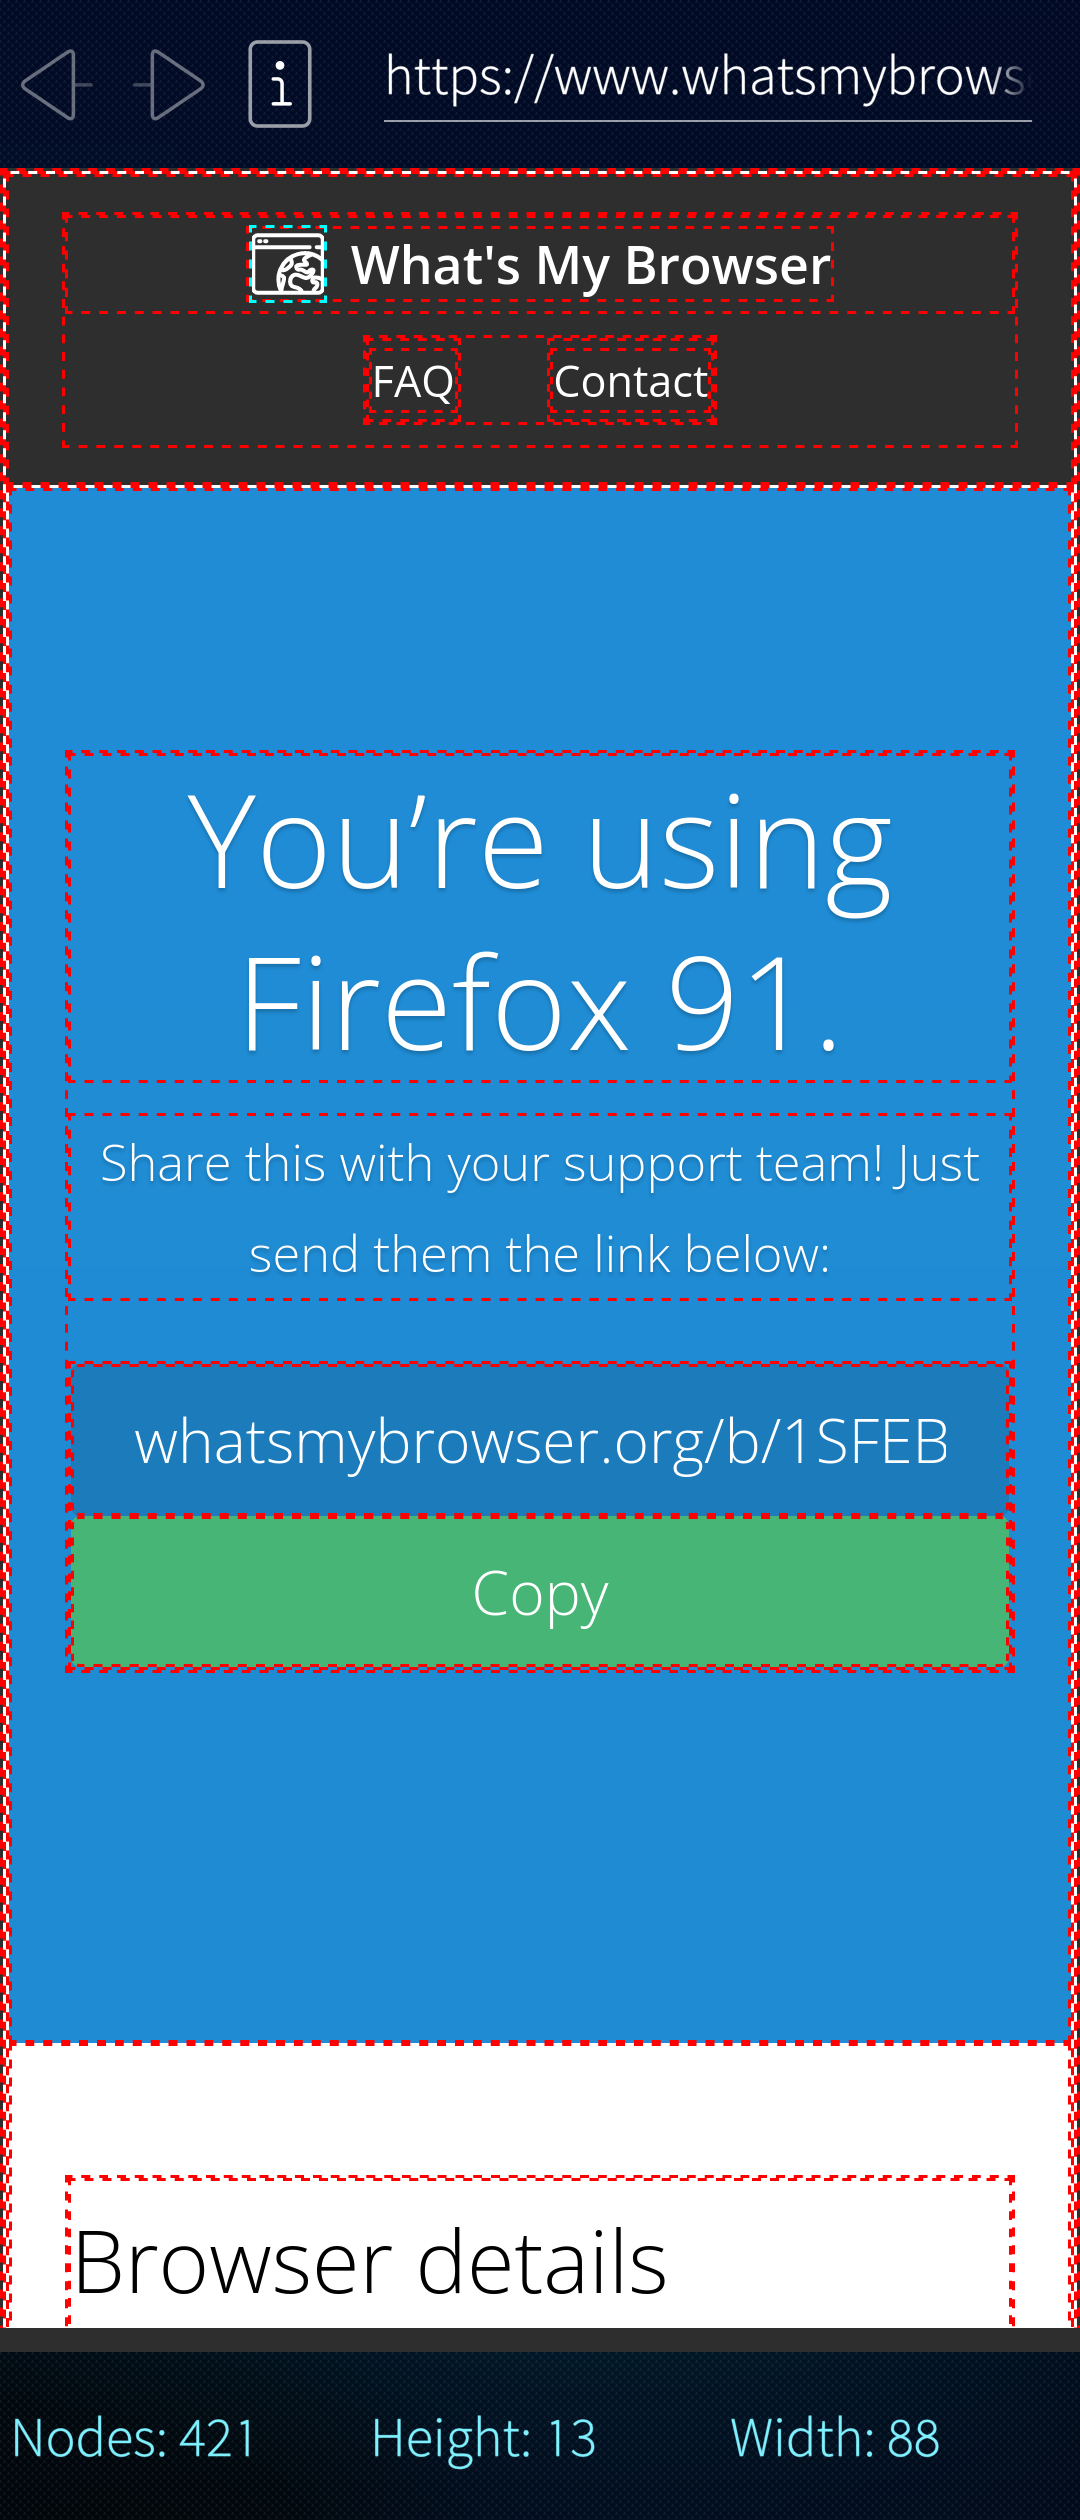 https://www.whatsmybrows
What's My Browser
FAQ Contact
You’re using
Firefox 91.
Share this with your support team! Just
send them the link below:
whatsmybrowser.org/b/1SFEB
Copy
Browser details
Nodes: 421 Height: 13 Width: 88